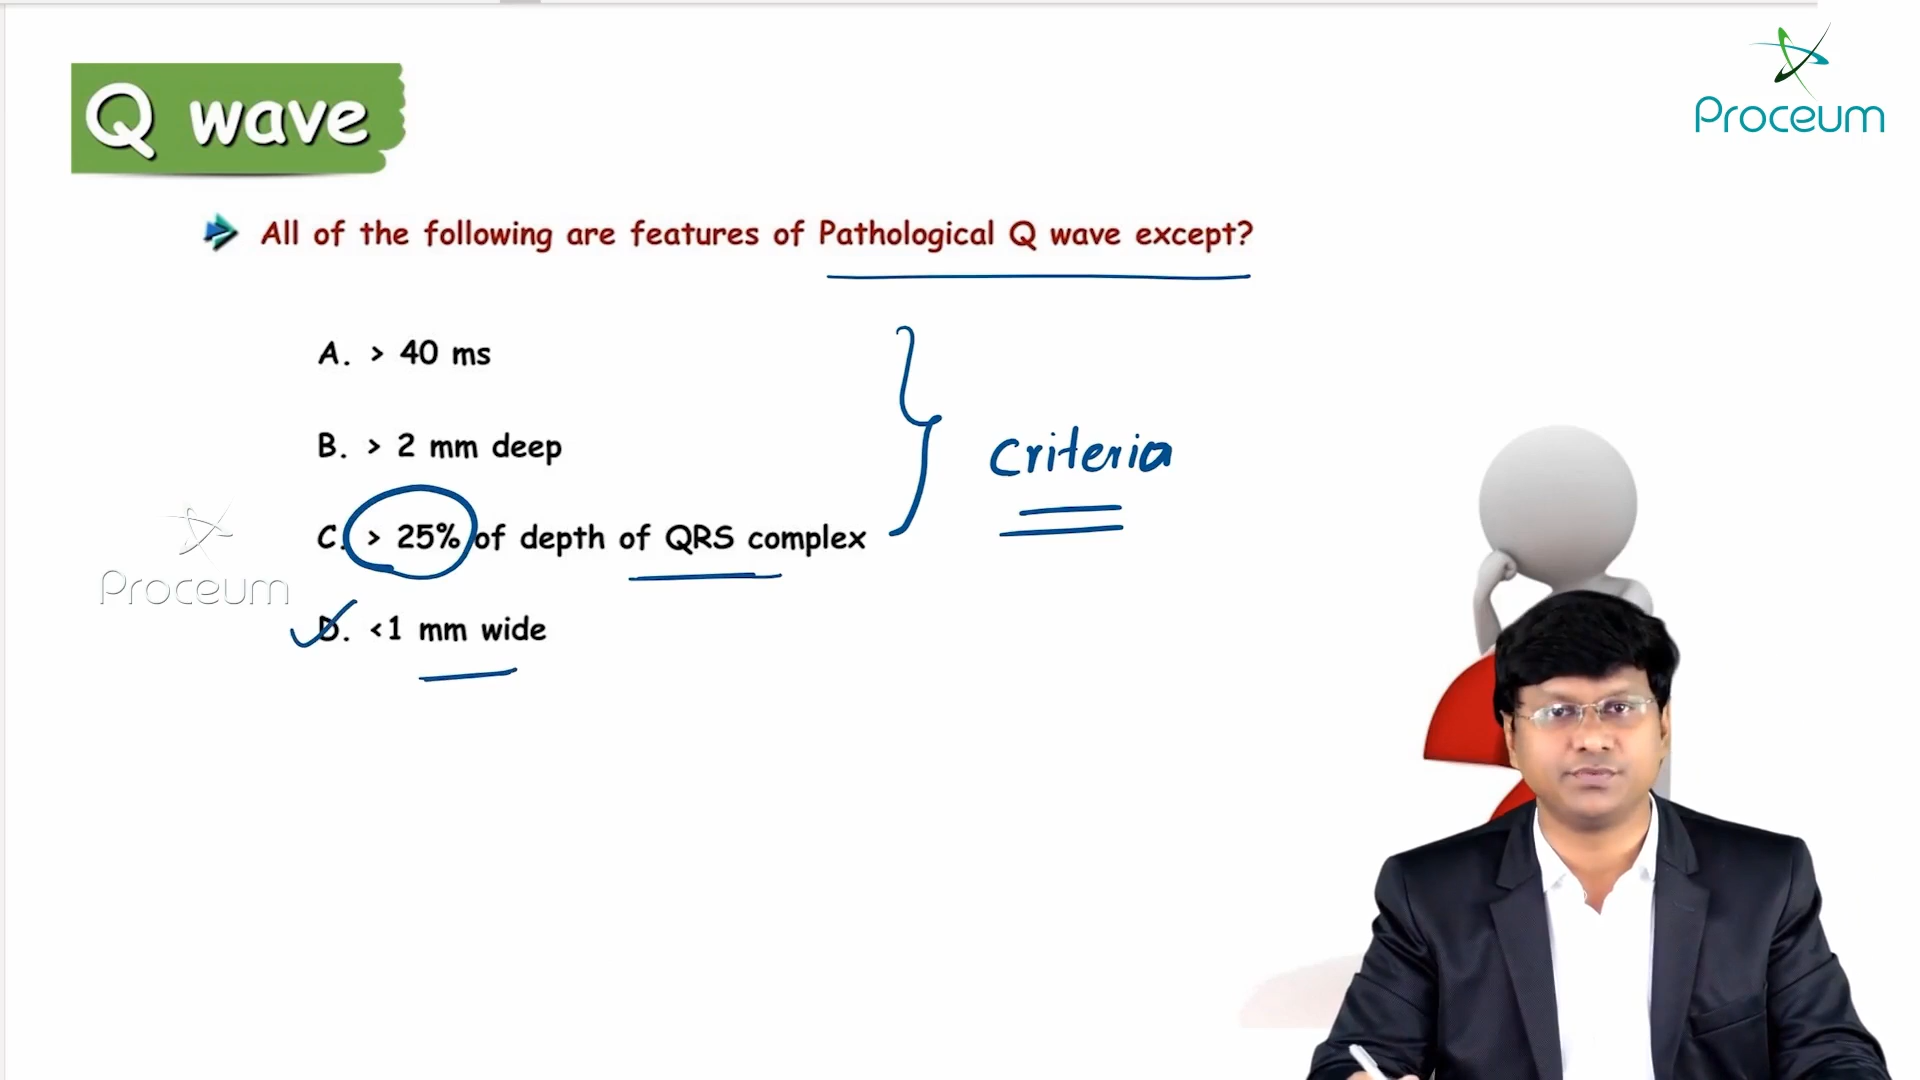 Proceum
Q wave
All of the following are features of Pathological Q wave except?
A. > 40 ms
B. > 2 mm deep
Criteria
C. > 25% of depth of QRS complex
Proceum
D. <1 mm wide